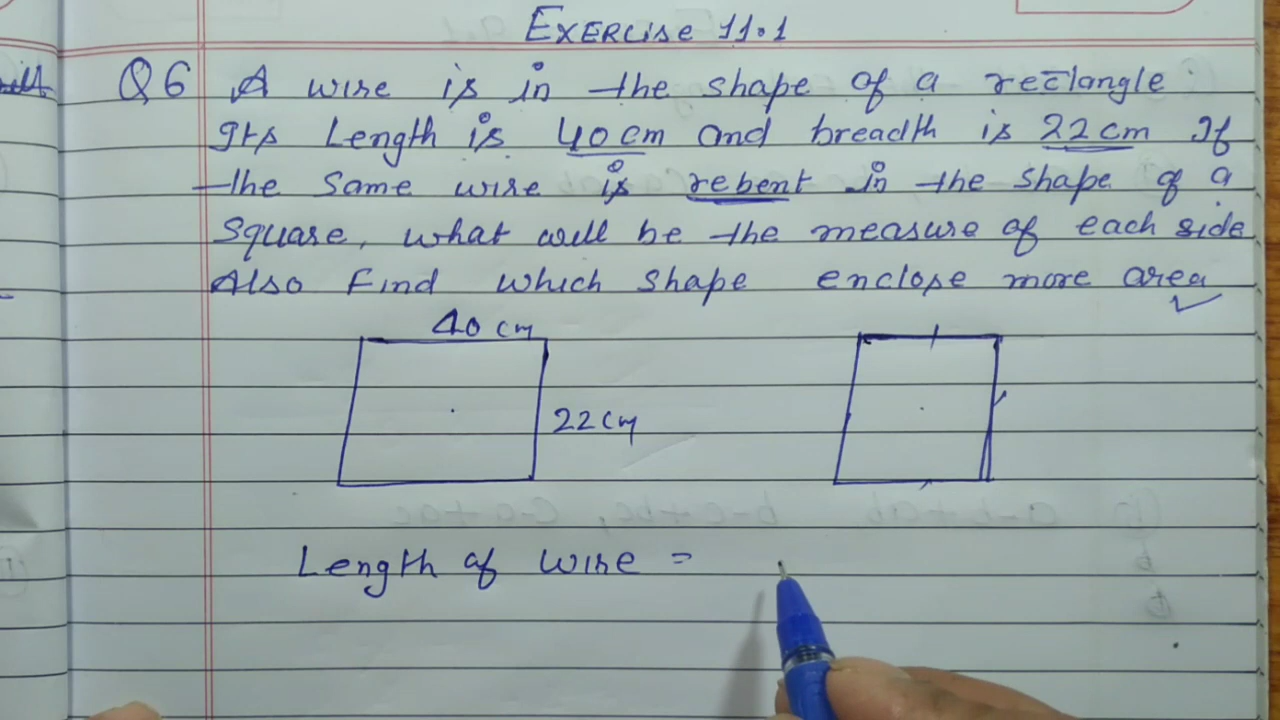 Exercise 11.1
Q6 A wire is in the shape of a rectangle
Its Length is 40 cm and breadth is 22 cm If
the same wire is rebent in the shape of a
square, what will be the measure of each side
Also Find which shape enclose more area
40 cm
22 cm
Length of wire =